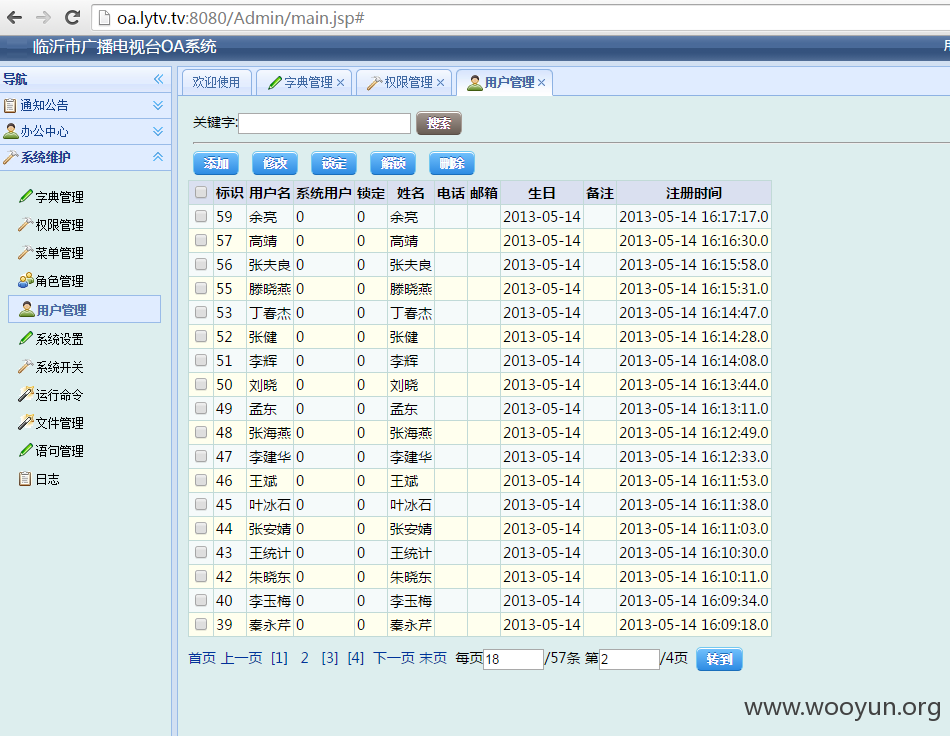 oa.lytv.tv:8080/Admin/main.jsp#
临沂市广播电视台OA系统
导航
通知公告
办公中心
系统维护
字典管理
权限管理
菜单管理
角色管理
用户管理
系统设置
系统开关
运行命令
文件管理
语句管理
日志
欢迎使用 字典管理 × 权限管理 × 用户管理 ×
关键字: 搜索
添加 修改 锁定 解锁 删除
标识 用户名 系统用户 锁定 姓名 电话 邮箱 生日 备注 注册时间
59 余亮 0 0 余亮 2013-05-14 2013-05-14 16:17:17.0
57 高靖 0 0 高靖 2013-05-14 2013-05-14 16:16:30.0
56 张夫良 0 0 张夫良 2013-05-14 2013-05-14 16:15:58.0
55 滕晓燕 0 0 滕晓燕 2013-05-14 2013-05-14 16:15:31.0
53 丁春杰 0 0 丁春杰 2013-05-14 2013-05-14 16:14:47.0
52 张健 0 0 张健 2013-05-14 2013-05-14 16:14:28.0
51 李辉 0 0 李辉 2013-05-14 2013-05-14 16:14:08.0
50 刘晓 0 0 刘晓 2013-05-14 2013-05-14 16:13:44.0
49 孟东 0 0 孟东 2013-05-14 2013-05-14 16:13:11.0
48 张海燕 0 0 张海燕 2013-05-14 2013-05-14 16:12:49.0
47 李建华 0 0 李建华 2013-05-14 2013-05-14 16:12:33.0
46 王斌 0 0 王斌 2013-05-14 2013-05-14 16:11:53.0
45 叶冰石 0 0 叶冰石 2013-05-14 2013-05-14 16:11:38.0
44 张安婧 0 0 张安婧 2013-05-14 2013-05-14 16:11:03.0
43 王统计 0 0 王统计 2013-05-14 2013-05-14 16:10:30.0
42 朱晓东 0 0 朱晓东 2013-05-14 2013-05-14 16:10:11.0
40 李玉梅 0 0 李玉梅 2013-05-14 2013-05-14 16:09:34.0
39 秦永芹 0 0 秦永芹 2013-05-14 2013-05-14 16:09:18.0
首页 上一页 [1] 2 [3] [4] 下一页 末页 每页18/57条 第2/4页 转到
www.wooyun.org